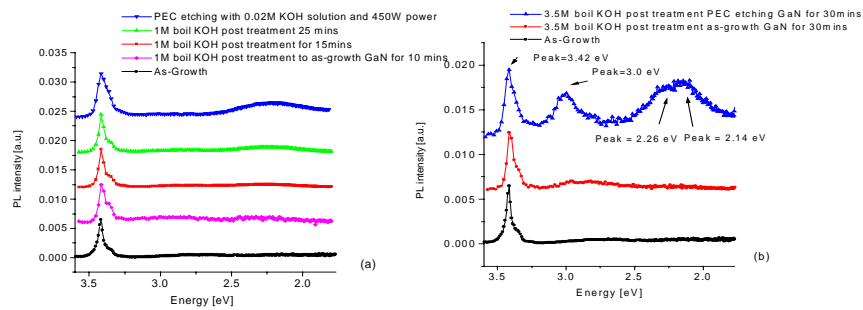 PEC etching with 0.02M KOH solution and 450W power
1M boil KOH post treatment 25 mins
1M boil KOH post treatment for 15mins
1M boil KOH post treatment to as-growth GaN for 10 mins
As-Growth
0.035
0.030
0.025
0.020
0.015
0.010
0.005
0.000
PL intensity [a.u.]
3.5
3.0
2.5
2.0
Energy [eV]
(a)
3.5M boil KOH post treatment PEC etching GaN for 30mins
3.5M boil KOH post treatment as-growth GaN for 30mins
As-Growth
Peak=3.42 eV
Peak=3.0 eV
Peak = 2.26 eV
Peak = 2.14 eV
0.020
0.015
0.010
0.005
0.000
PL intensity [a.u.]
3.5
3.0
2.5
2.0
Energy [eV]
(b)